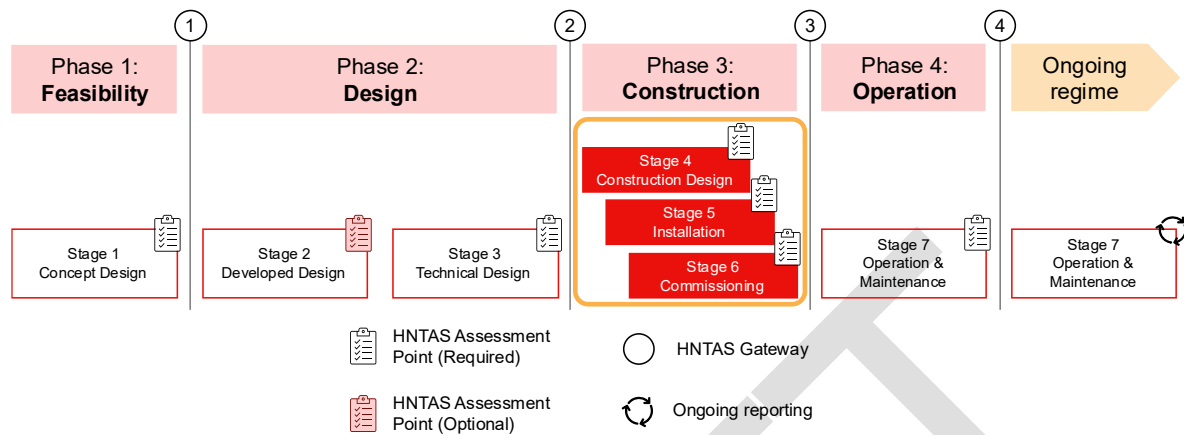 1
2
3
4
Phase 1:
Feasibility
Phase 2:
Design
Phase 3:
Construction
Phase 4:
Operation
Ongoing
regime
Stage 4
Construction Design
Stage 5
Installation
Stage 6
Commissioning
Stage 1
Concept Design
Stage 2
Developed Design
Stage 3
Technical Design
Stage 7
Operation &
Maintenance
Stage 7
Operation &
Maintenance
HNTAS Assessment
Point (Required)
HNTAS Gateway
HNTAS Assessment
Point (Optional)
Ongoing reporting